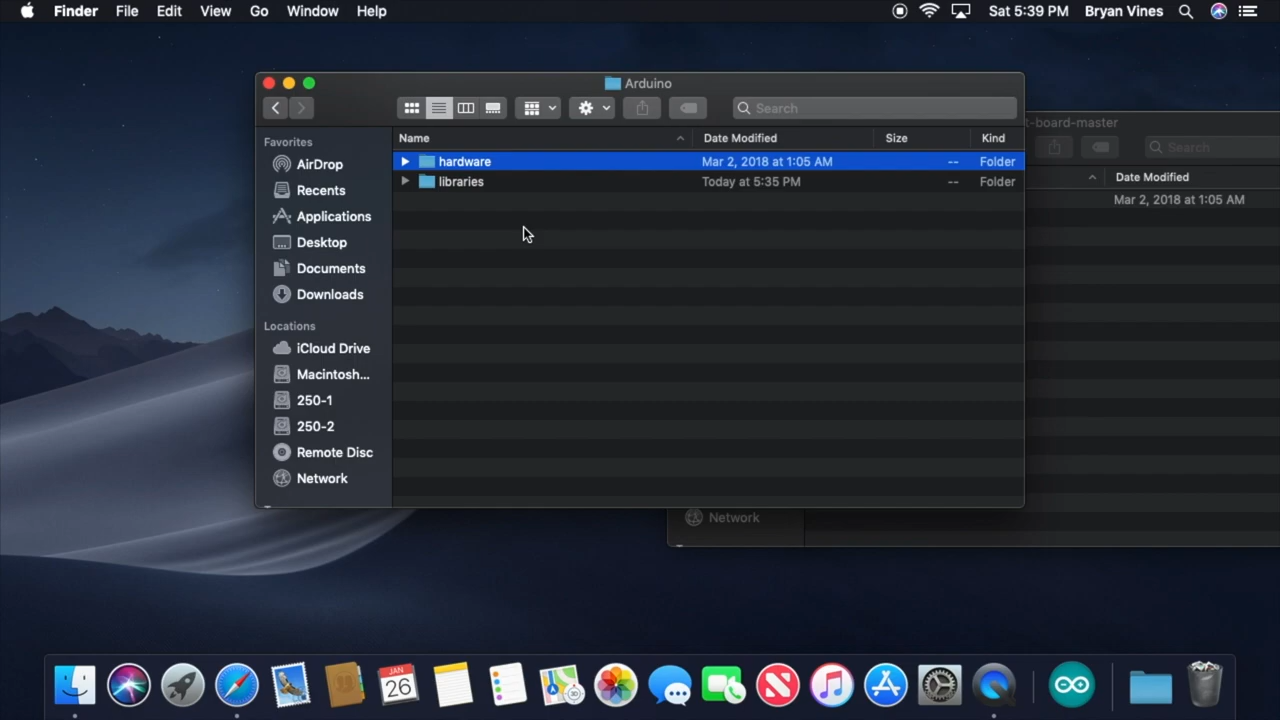 Finder File Edit View Go Window Help Sat 5:39 PM Bryan Vines
Arduino
Search
Favorites
AirDrop
Recents
Applications
Desktop
Documents
Downloads
Locations
iCloud Drive
Macintosh...
250-1
250-2
Remote Disc
Network
Name Date Modified Size Kind
hardware Mar 2, 2018 at 1:05 AM -- Folder
libraries Today at 5:35 PM -- Folder
t-board-master
Search
Date Modified
Mar 2, 2018 at 1:05 AM
Network
JAN
26
3D